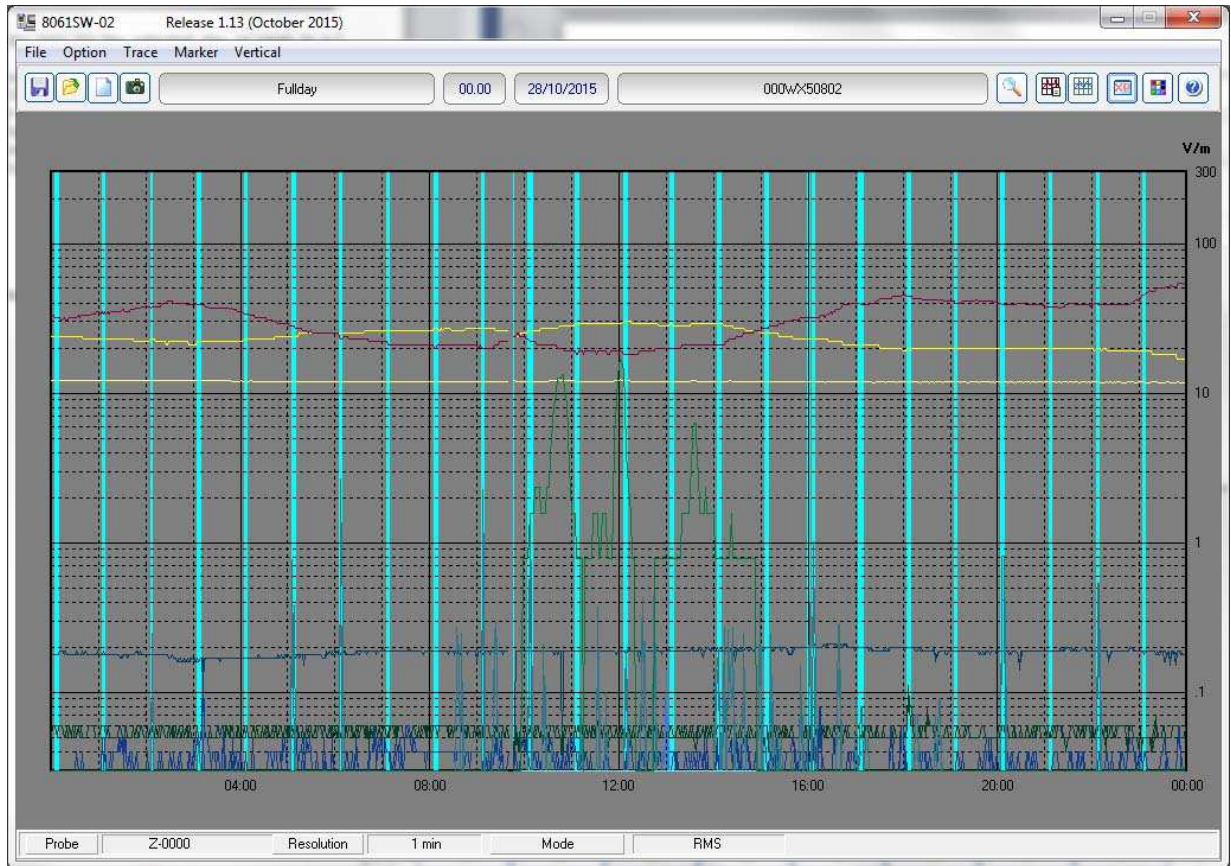 8061SW-02 Release 1.13 (October 2015)
File Option Trace Marker Vertical
Fullday 00.00 28/10/2015 000WX50802
V/m
300
100
10
1
.1
04:00 08:00 12:00 16:00 20:00 00:00
Probe Z-0000 Resolution 1 min Mode RMS